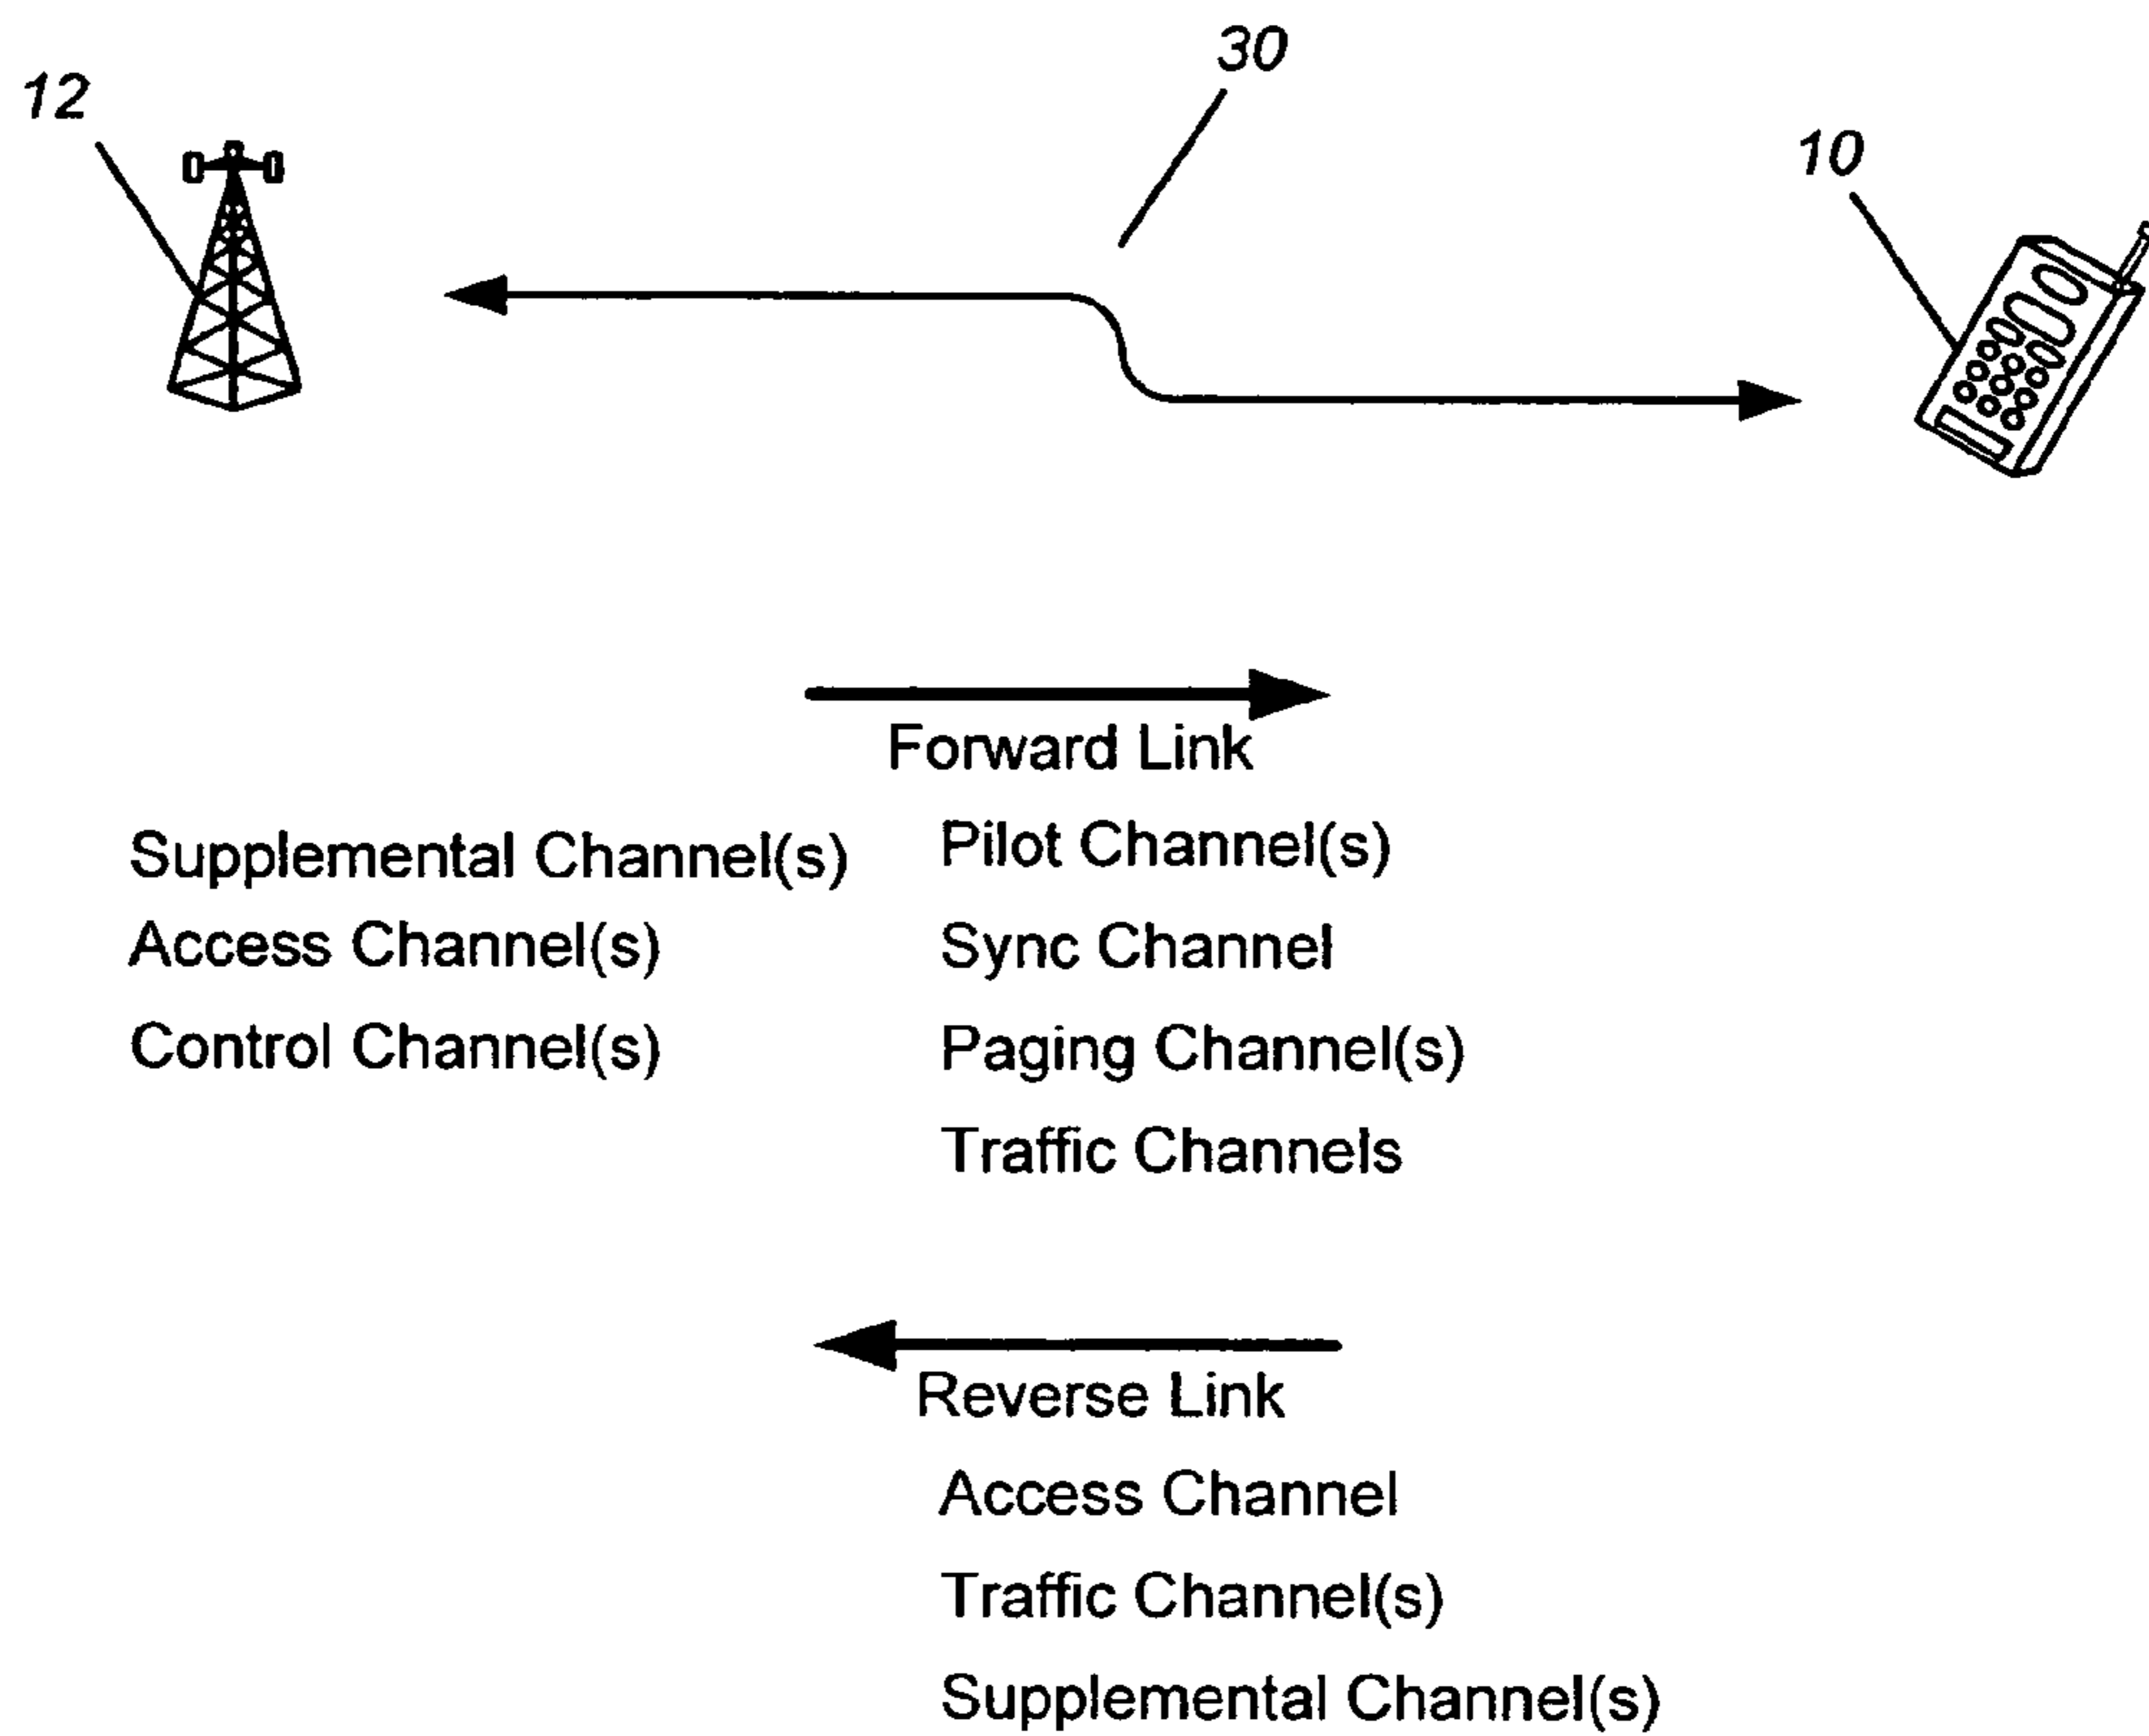 30
12
10
Forward Link
Supplemental Channel(s)
Access Channel(s)
Control Channel(s)
Pilot Channel(s)
Sync Channel
Paging Channel(s)
Traffic Channels
Reverse Link
Access Channel
Traffic Channel(s)
Supplemental Channel(s)